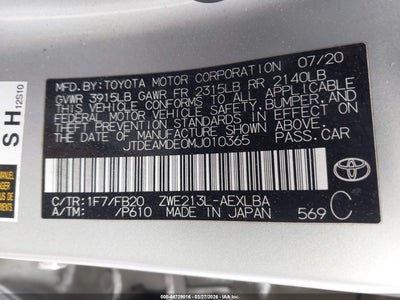 MFD. BY: TOYOTA MOTOR CORPORATION 07/20
GVWR 3915LB GAWR FR 2315LB RR 2140LB
THIS VEHICLE CONFORMS TO ALL APPLICABLE
FEDERAL MOTOR VEHICLE SAFETY, BUMPER, AND
THEFT PREVENTION STANDARDS IN EFFECT ON
THE DATE OF MANUFACTURE SHOWN ABOVE.
JTDEAMDE0MJ010365 PASS.CAR
TOYOTA
C/TR: 1F7/FB20 ZWE213L-AEXLBA
A/TM: /P610 MADE IN JAPAN 569 C
SH 12S10